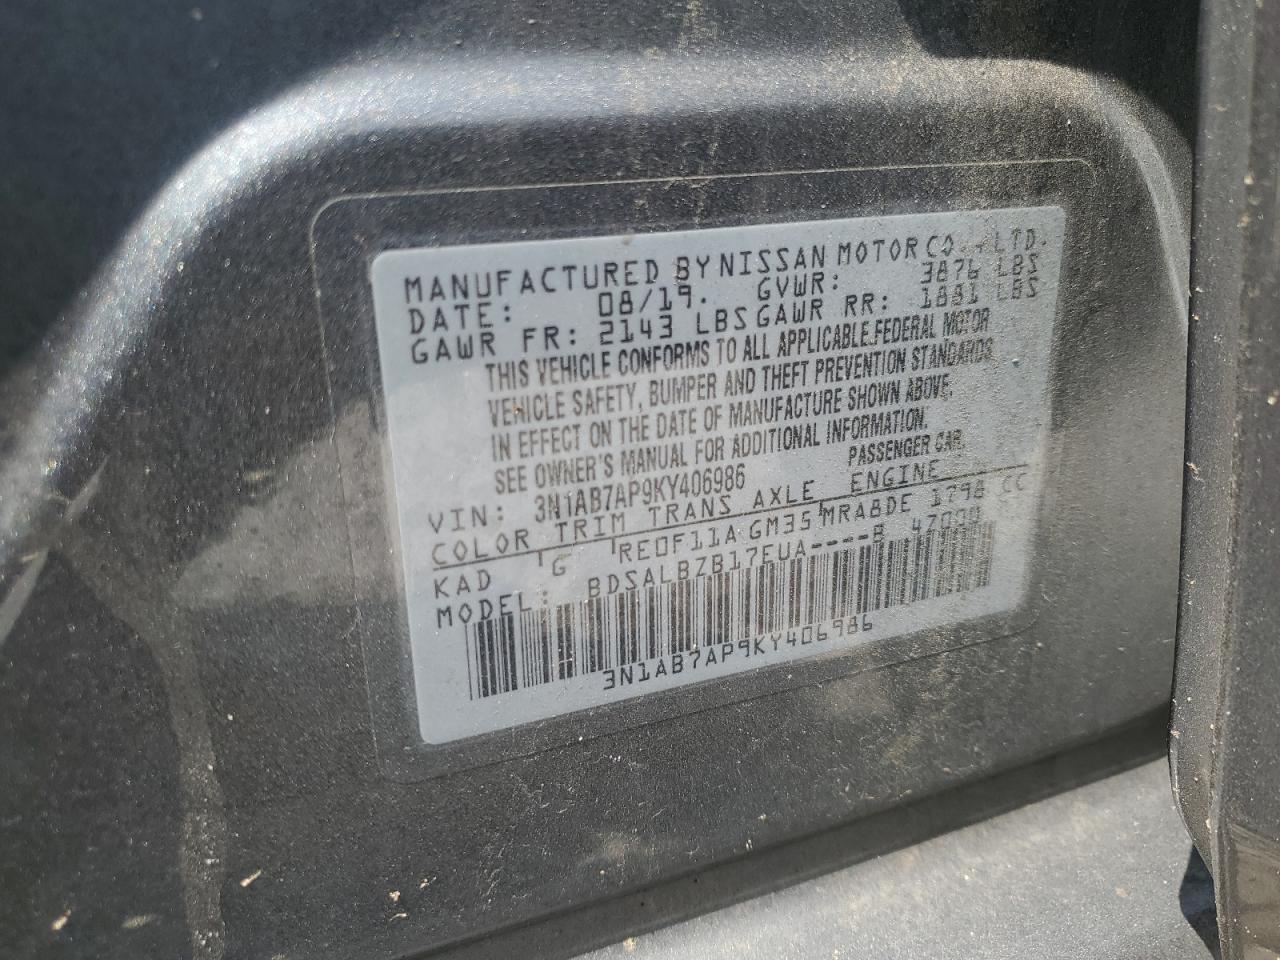 MANUFACTURED BY NISSAN MOTOR CO., LTD.
DATE: 08/19. GVWR: 3876 LBS
GAWR FR: 2143 LBS GAWR RR: 1881 LBS
THIS VEHICLE CONFORMS TO ALL APPLICABLE FEDERAL MOTOR
VEHICLE SAFETY, BUMPER AND THEFT PREVENTION STANDARDS
IN EFFECT ON THE DATE OF MANUFACTURE SHOWN ABOVE.
SEE OWNER'S MANUAL FOR ADDITIONAL INFORMATION.
VIN: 3N1AB7AP9KY406986 PASSENGER CAR.
COLOR TRIM TRANS AXLE ENGINE
KAD G RE0F11A GM35 MRA8DE 1798 CC
MODEL: BDSALBZB17EUA----B
3N1AB7AP9KY406986